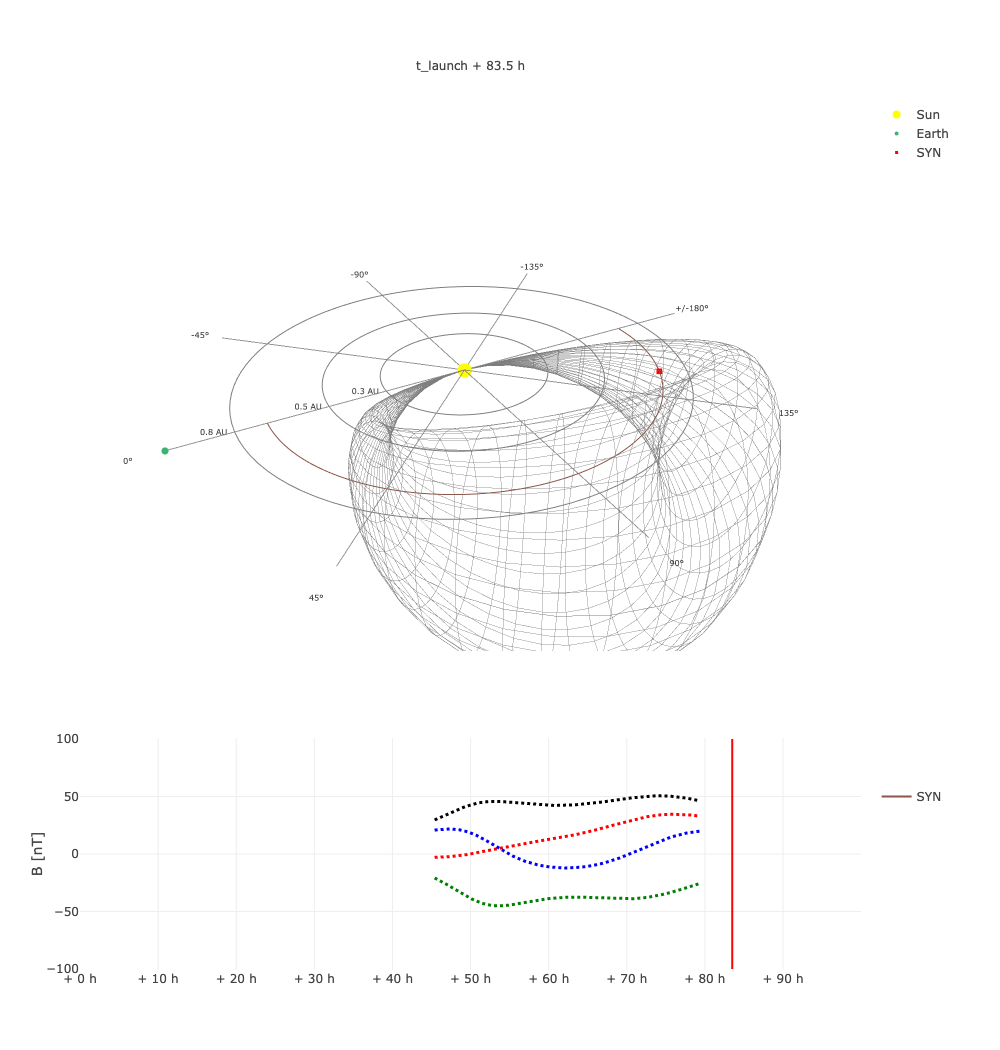 t_launch + 83.5 h
Sun
Earth
SYN
-135°
-90°
+/-180°
-45°
0.3 AU
0.5 AU
135°
0.8 AU
0°
90°
45°
100
50
SYN
0
B [nT]
−50
−100
+ 0 h + 10 h + 20 h + 30 h + 40 h + 50 h + 60 h + 70 h + 80 h + 90 h